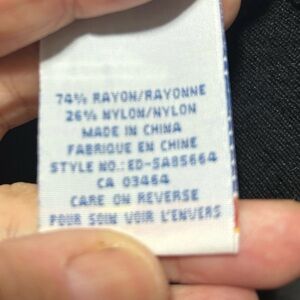 74% RAYON/RAYONNE
26% NYLON/NYLON
MADE IN CHINA
FABRIQUE EN CHINE
STYLE NO.: ED-SA85664
CA 03464
CARE ON REVERSE
POUR SOIN VOIR L'ENVERS